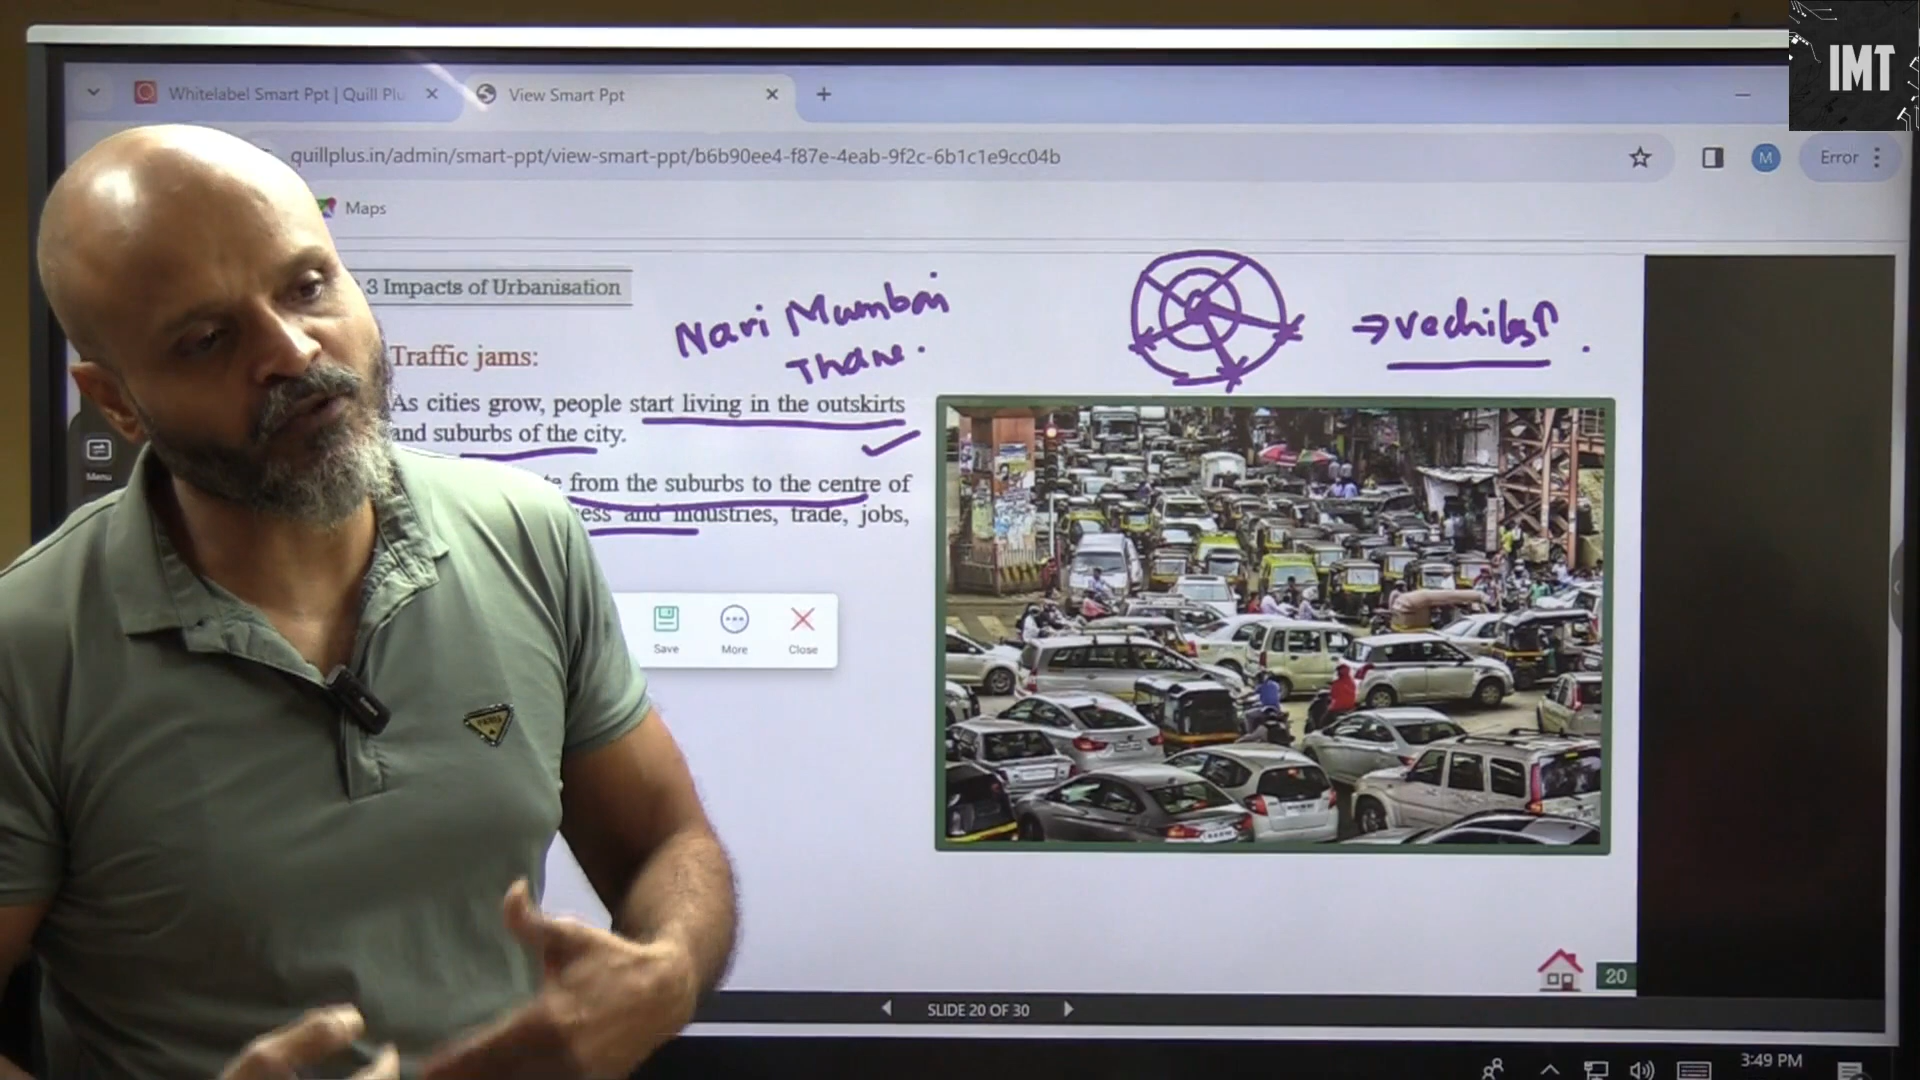 IMT
Whitelabel Smart Ppt | Quill Plu
View Smart Ppt
quillplus.in/admin/smart-ppt/view-smart-ppt/b6b90ee4-f87e-4eab-9f2c-6b1c1e9cc04b
M
Error
Maps
3 Impacts of Urbanisation
Navi Mumbai
Thane.
→vechiles↑.
Traffic jams:
As cities grow, people start living in the outskirts
and suburbs of the city.
from the suburbs to the centre of
and industries, trade, jobs,
Menu
Save
More
Close
20
SLIDE 20 OF 30
3:49 PM